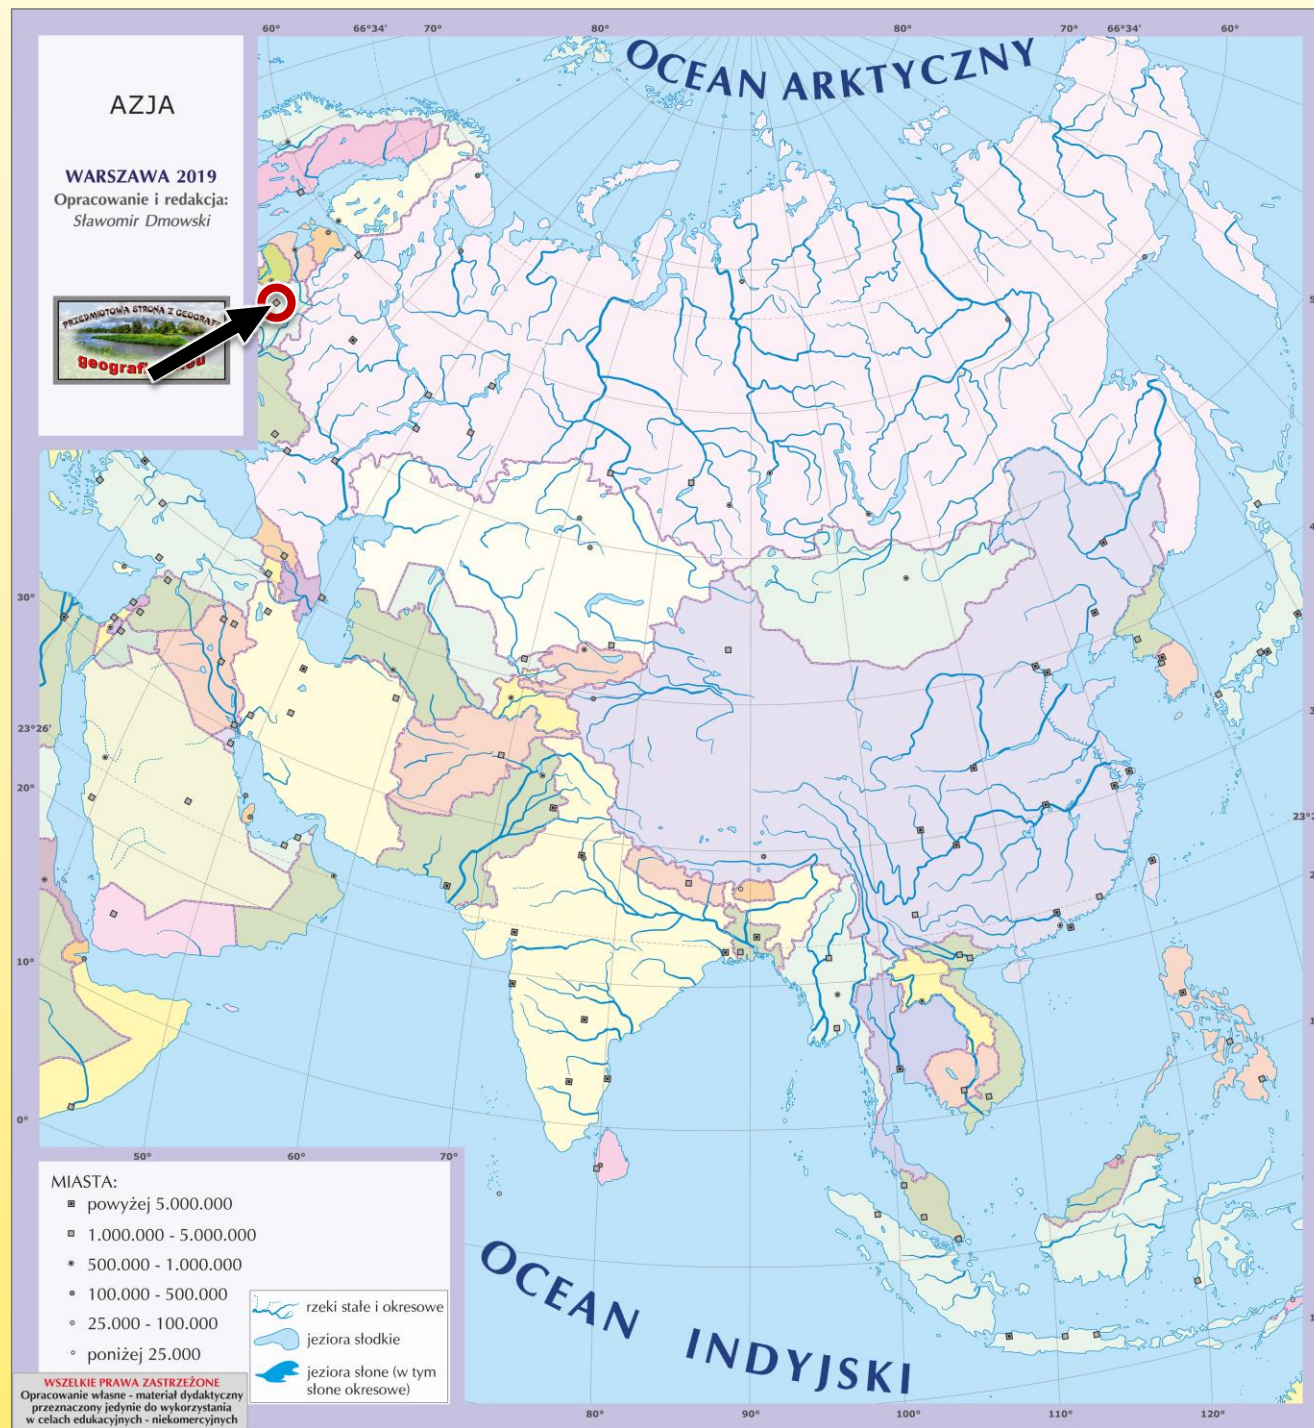 60°
66°34'
70°
80°
80°
70°
66°34'
60°
OCEAN ARKTYCZNY
AZJA
WARSZAWA 2019
Opracowanie i redakcja:
Sławomir Dmowski
PRZEDMIOTOWA STRONA Z GEOGRAFII
30°
23°26'
20°
10°
0°
50°
60°
70°
MIASTA:
powyżej 5.000.000
1.000.000 - 5.000.000
500.000 - 1.000.000
100.000 - 500.000
25.000 - 100.000
poniżej 25.000
rzeki stałe i okresowe
jeziora słodkie
jeziora słone (w tym
słone okresowe)
OCEAN INDYJSKI
WSZELKIE PRAWA ZASTRZEŻONE
Opracowanie własne - materiał dydaktyczny
przeznaczony jedynie do wykorzystania
w celach edukacyjnych - niekomercyjnych
80°
90°
100°
110°
120°